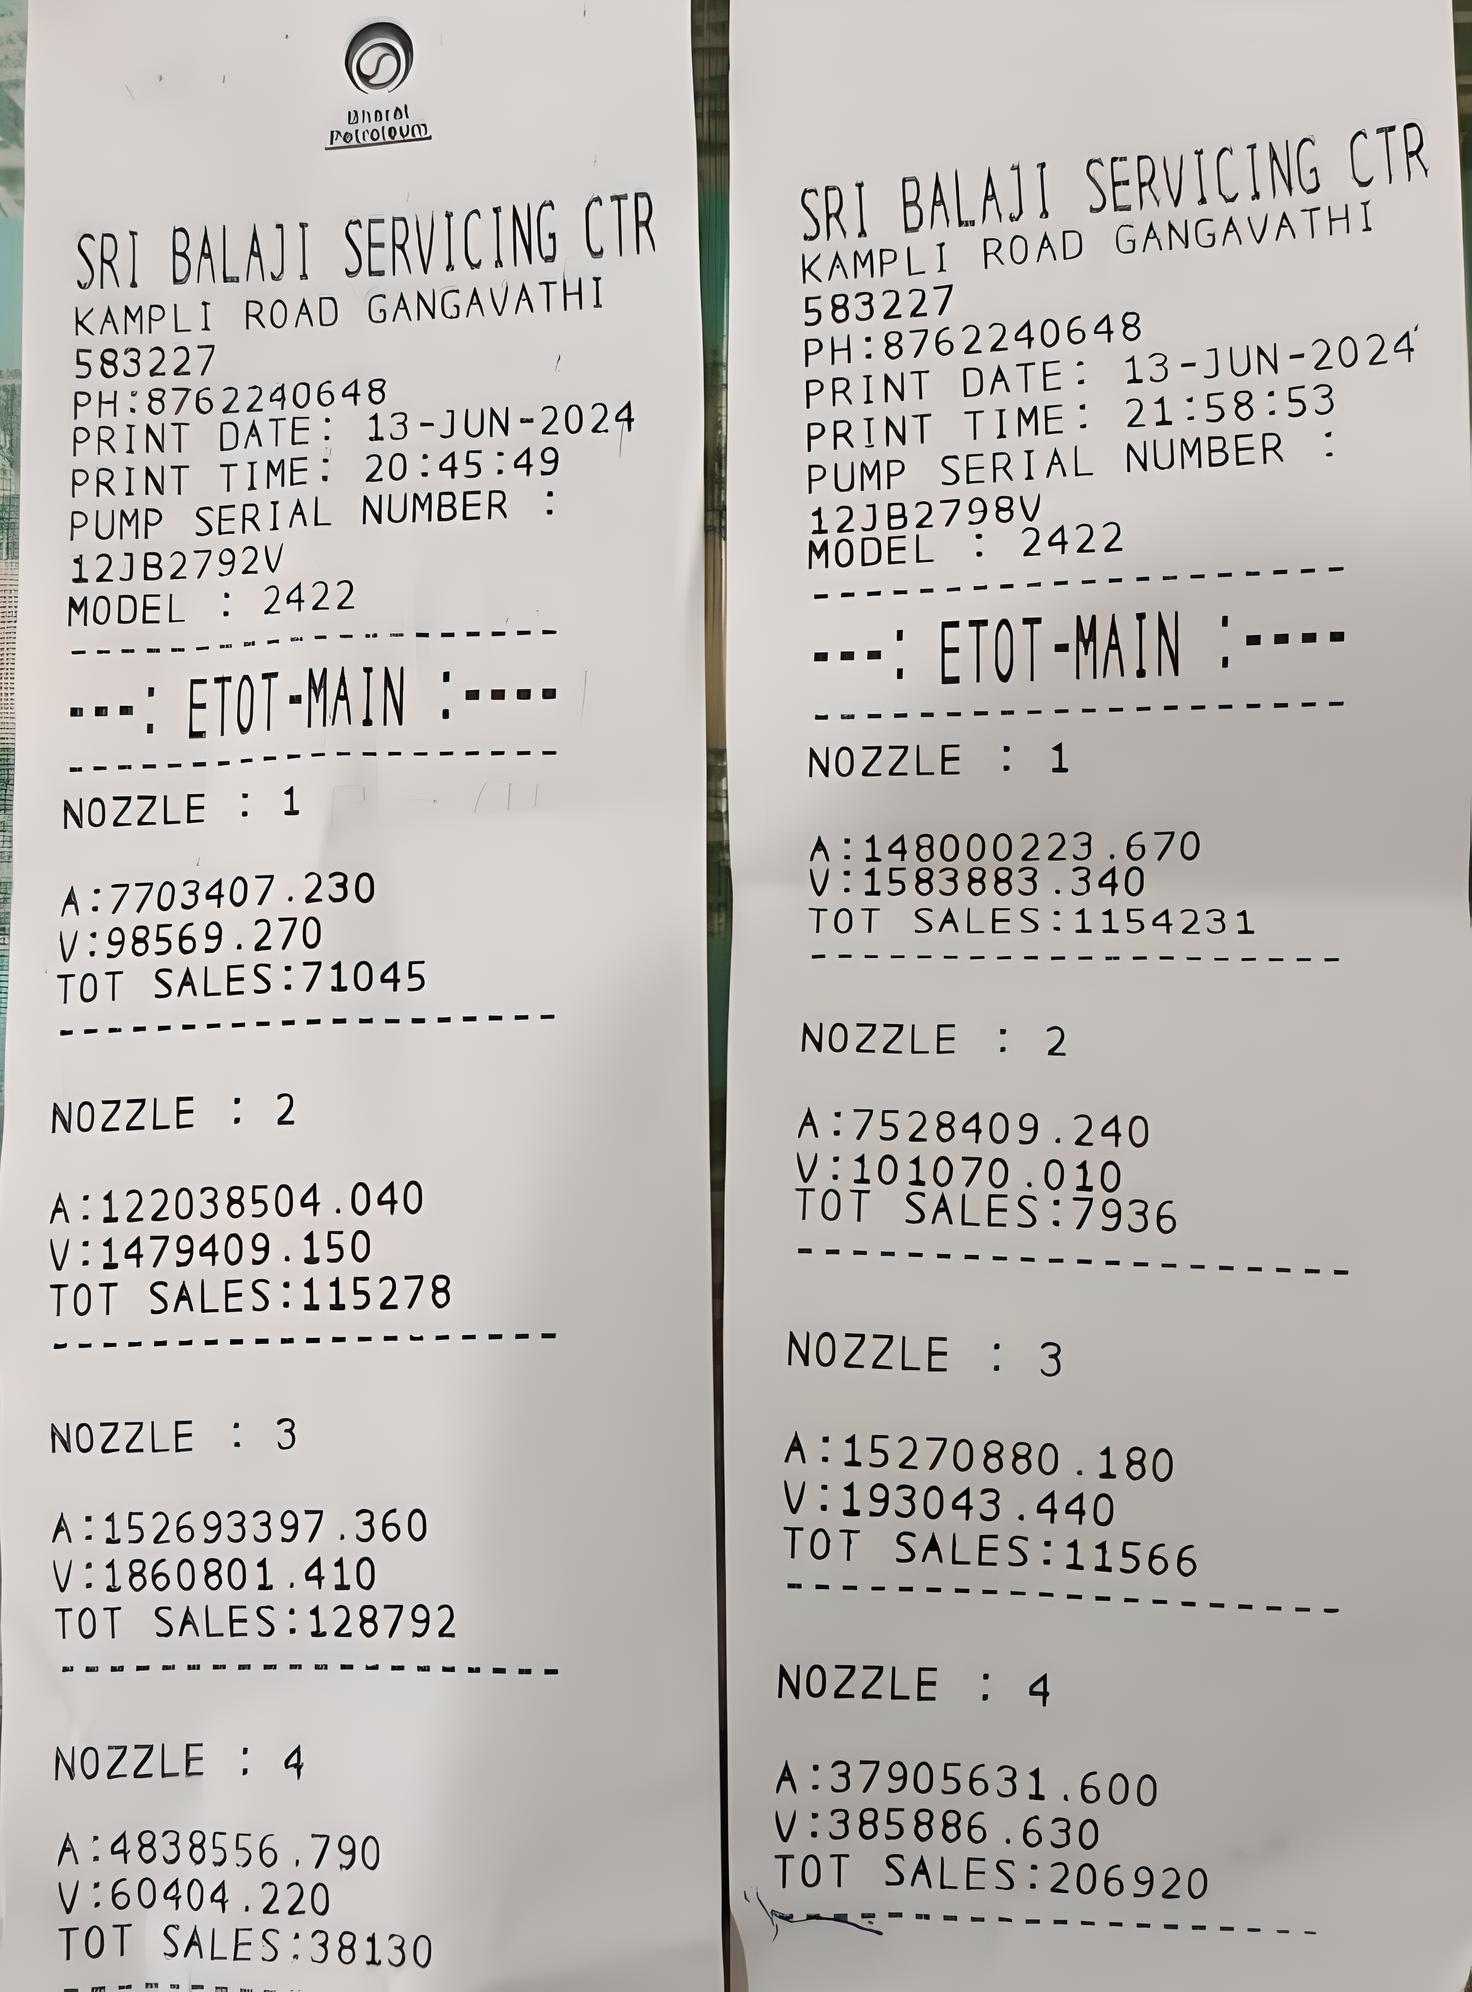 Bharat
Petroleum
SRI BALAJI SERVICING CTR
KAMPLI ROAD GANGAVATHI
583227
PH:8762240648
PRINT DATE: 13-JUN-2024
PRINT TIME: 20:45:49
PUMP SERIAL NUMBER :
12JB2792V
MODEL : 2422
-------------------
---: ETOT-MAIN :----
-------------------
NOZZLE : 1
A:7703407.230
V:98569.270
TOT SALES:71045
-------------------
NOZZLE : 2
A:122038504.040
V:1479409.150
TOT SALES:115278
-------------------
NOZZLE : 3
A:152693397.360
V:1860801.410
TOT SALES:128792
-------------------
NOZZLE : 4
A:4838556.790
V:60404.220
TOT SALES:38130
-------------------
SRI BALAJI SERVICING CTR
KAMPLI ROAD GANGAVATHI
583227
PH:8762240648
PRINT DATE: 13-JUN-2024
PRINT TIME: 21:58:53
PUMP SERIAL NUMBER :
12JB2798V
MODEL : 2422
-------------------
---: ETOT-MAIN :----
-------------------
NOZZLE : 1
A:148000223.670
V:1583883.340
TOT SALES:1154231
-------------------
NOZZLE : 2
A:7528409.240
V:101070.010
TOT SALES:7936
-------------------
NOZZLE : 3
A:15270880.180
V:193043.440
TOT SALES:11566
-------------------
NOZZLE : 4
A:37905631.600
V:385886.630
TOT SALES:206920
-------------------